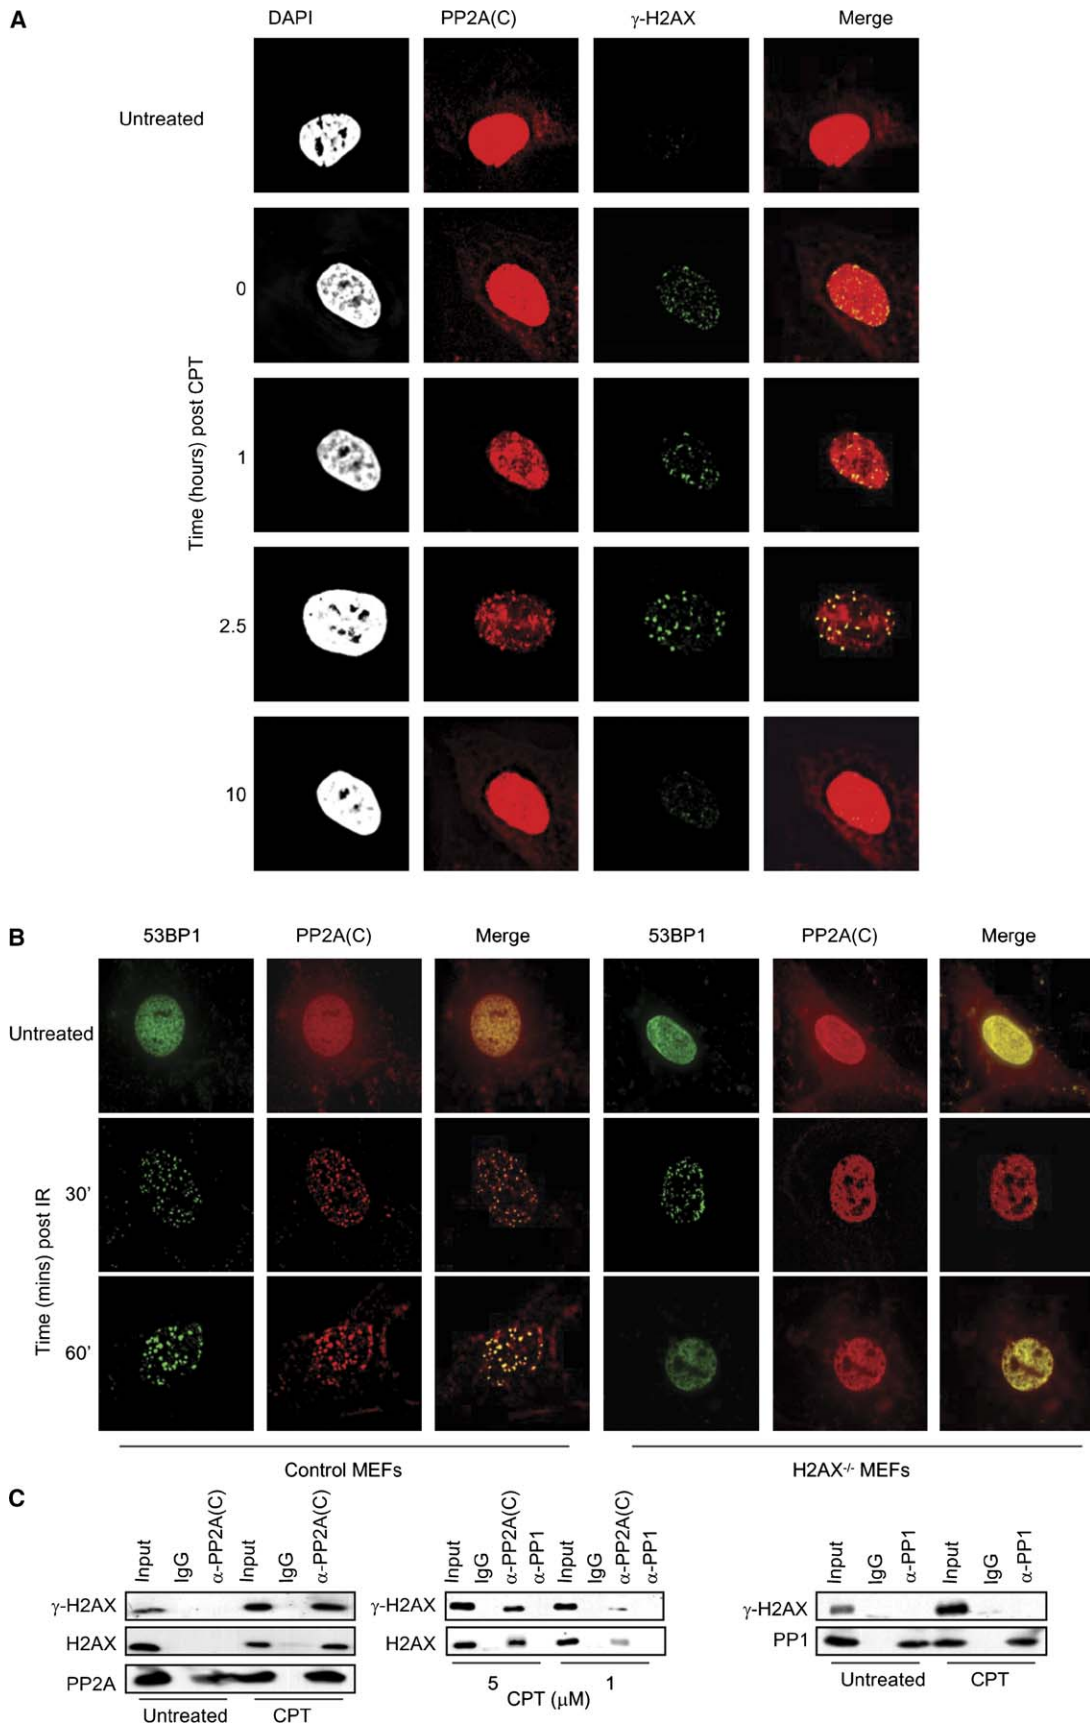 A
DAPI PP2A(C) γ-H2AX Merge
Untreated
0
1
2.5
10
Time (hours) post CPT
B
53BP1 PP2A(C) Merge 53BP1 PP2A(C) Merge
Untreated
30'
60'
Time (mins) post IR
Control MEFs H2AX-/- MEFs
C
Input IgG α-PP2A(C) Input IgG α-PP2A(C)
γ-H2AX
H2AX
PP2A
Untreated CPT
Input IgG α-PP2A(C) α-PP1 Input IgG α-PP2A(C) α-PP1
γ-H2AX
H2AX
5 1
CPT (μM)
Input IgG α-PP1 Input IgG α-PP1
γ-H2AX
PP1
Untreated CPT